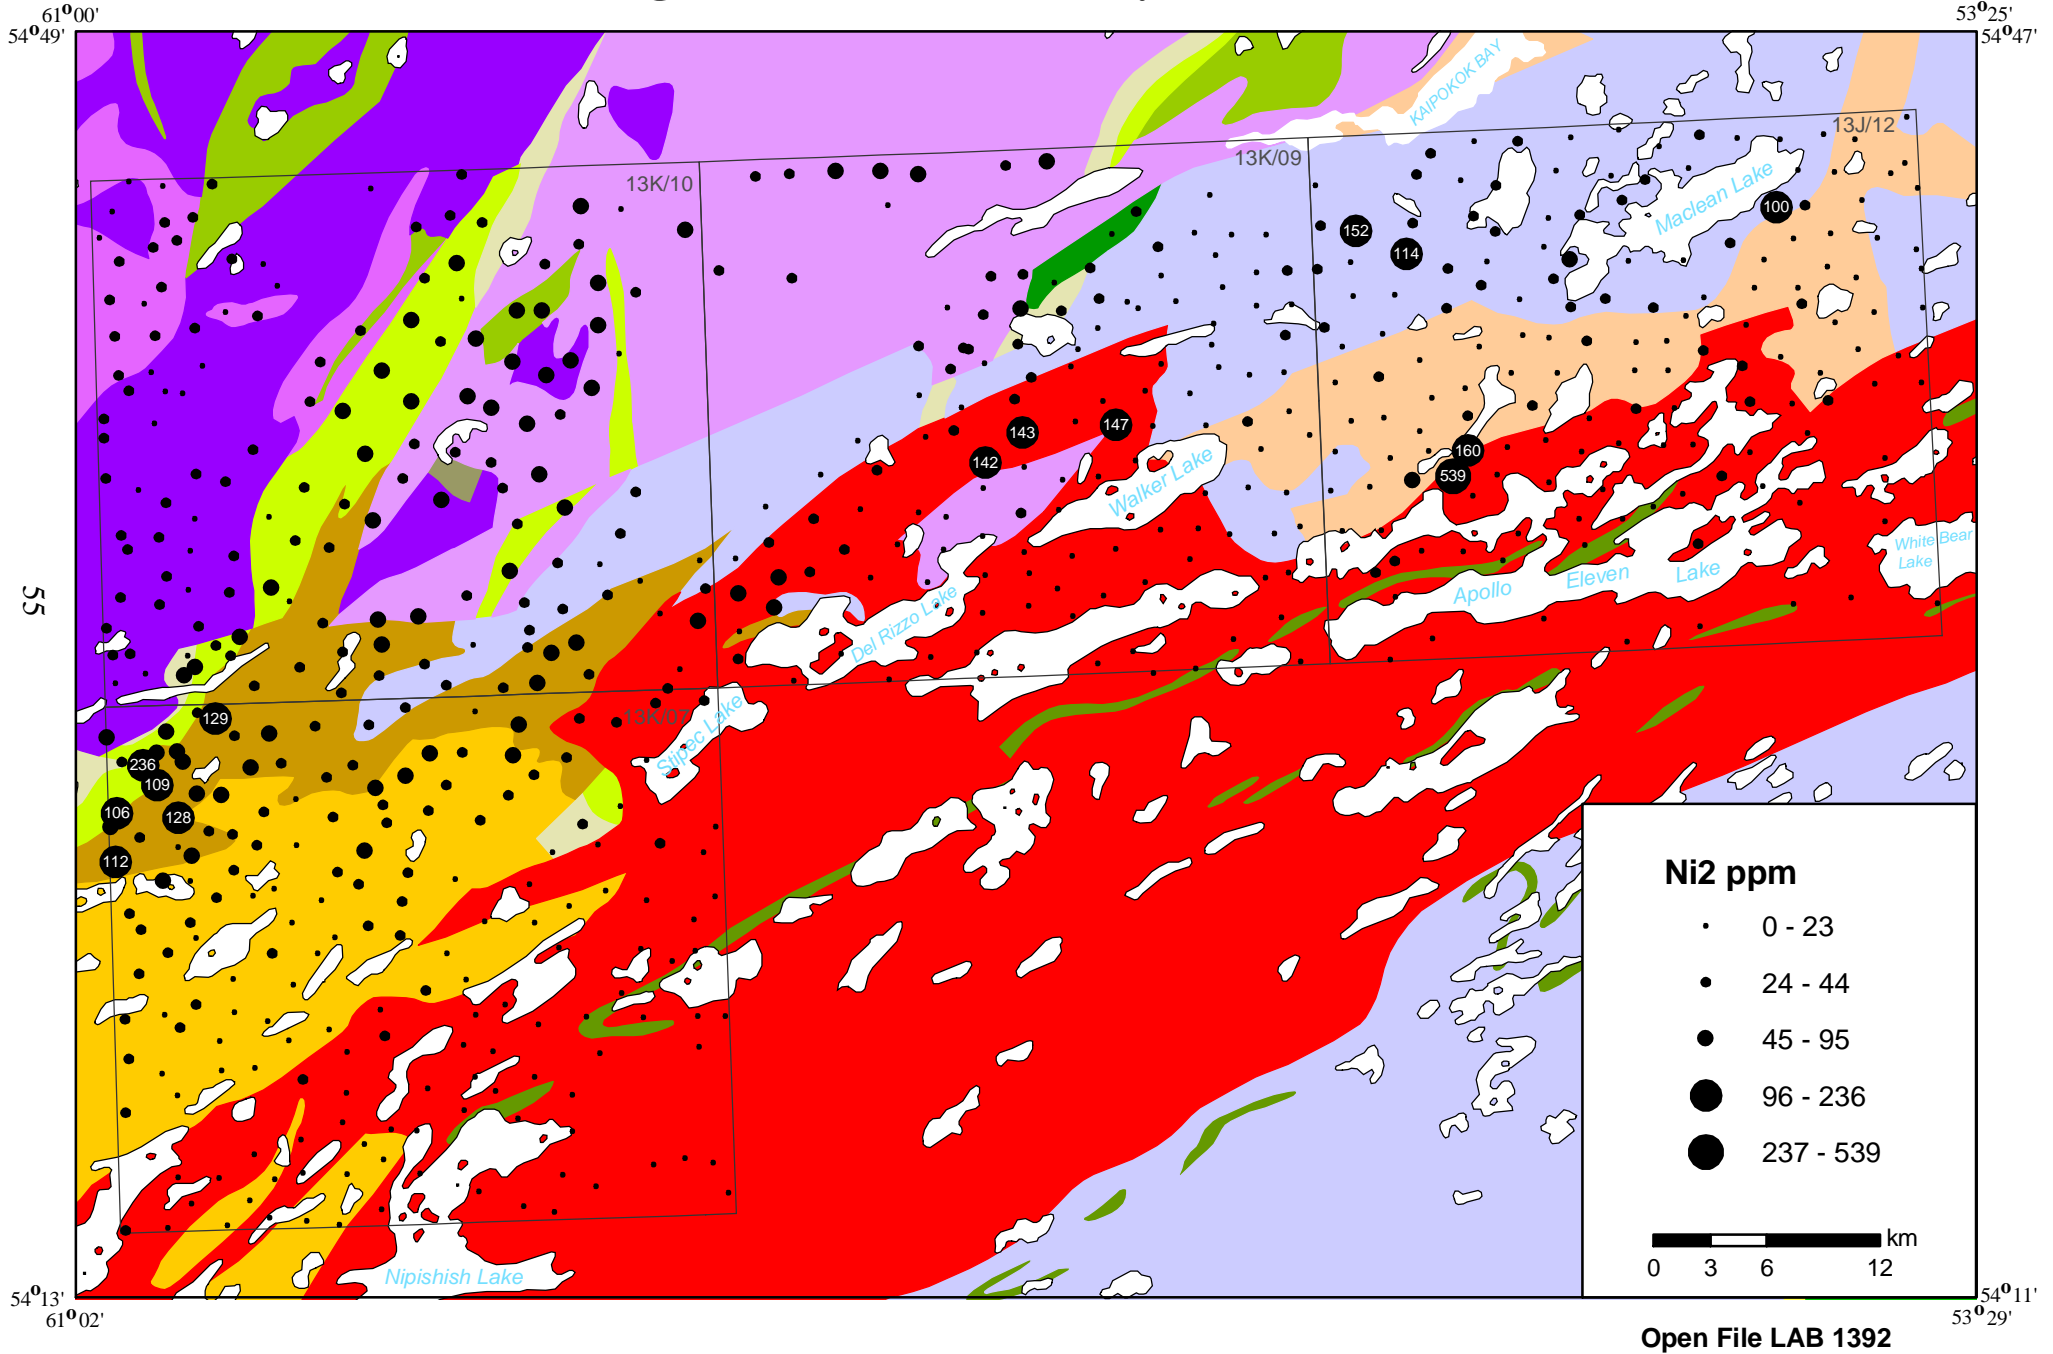 61°00'
53°25'
54°49'
54°47'
KAIPOKOK BAY
13J/12
13K/09
13K/10
Maclean Lake
100
152
114
143
147
142
160
539
Walker Lake
White Bear
Lake
Apollo Eleven Lake
Del Rizzo Lake
55
129
13K/07
Stipec Lake
236
109
106
128
112
Ni2 ppm
0 - 23
24 - 44
45 - 95
96 - 236
237 - 539
km
0 3 6 12
Nipishish Lake
54°13'
54°11'
61°02'
53°29'
Open File LAB 1392